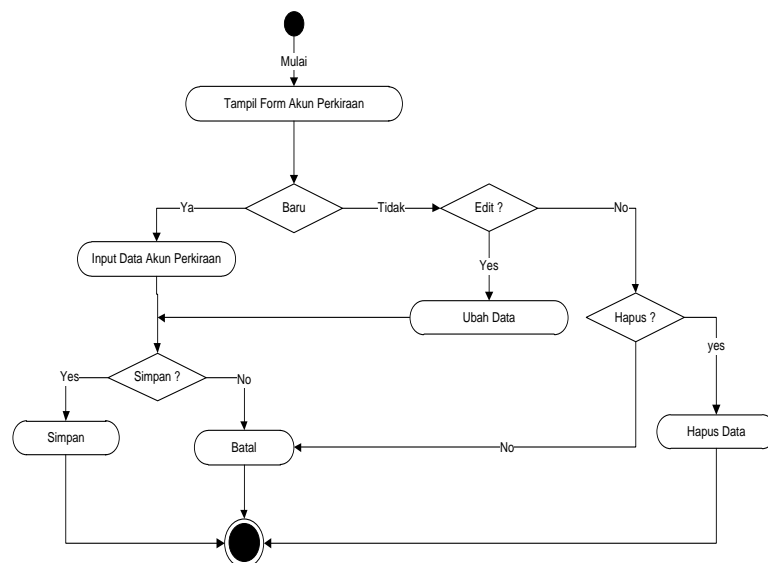 Mulai
Tampil Form Akun Perkiraan
Ya
Baru
Tidak
Edit ?
No
Input Data Akun Perkiraan
Yes
Ubah Data
Hapus ?
yes
Yes
Simpan ?
No
Simpan
Batal
No
Hapus Data